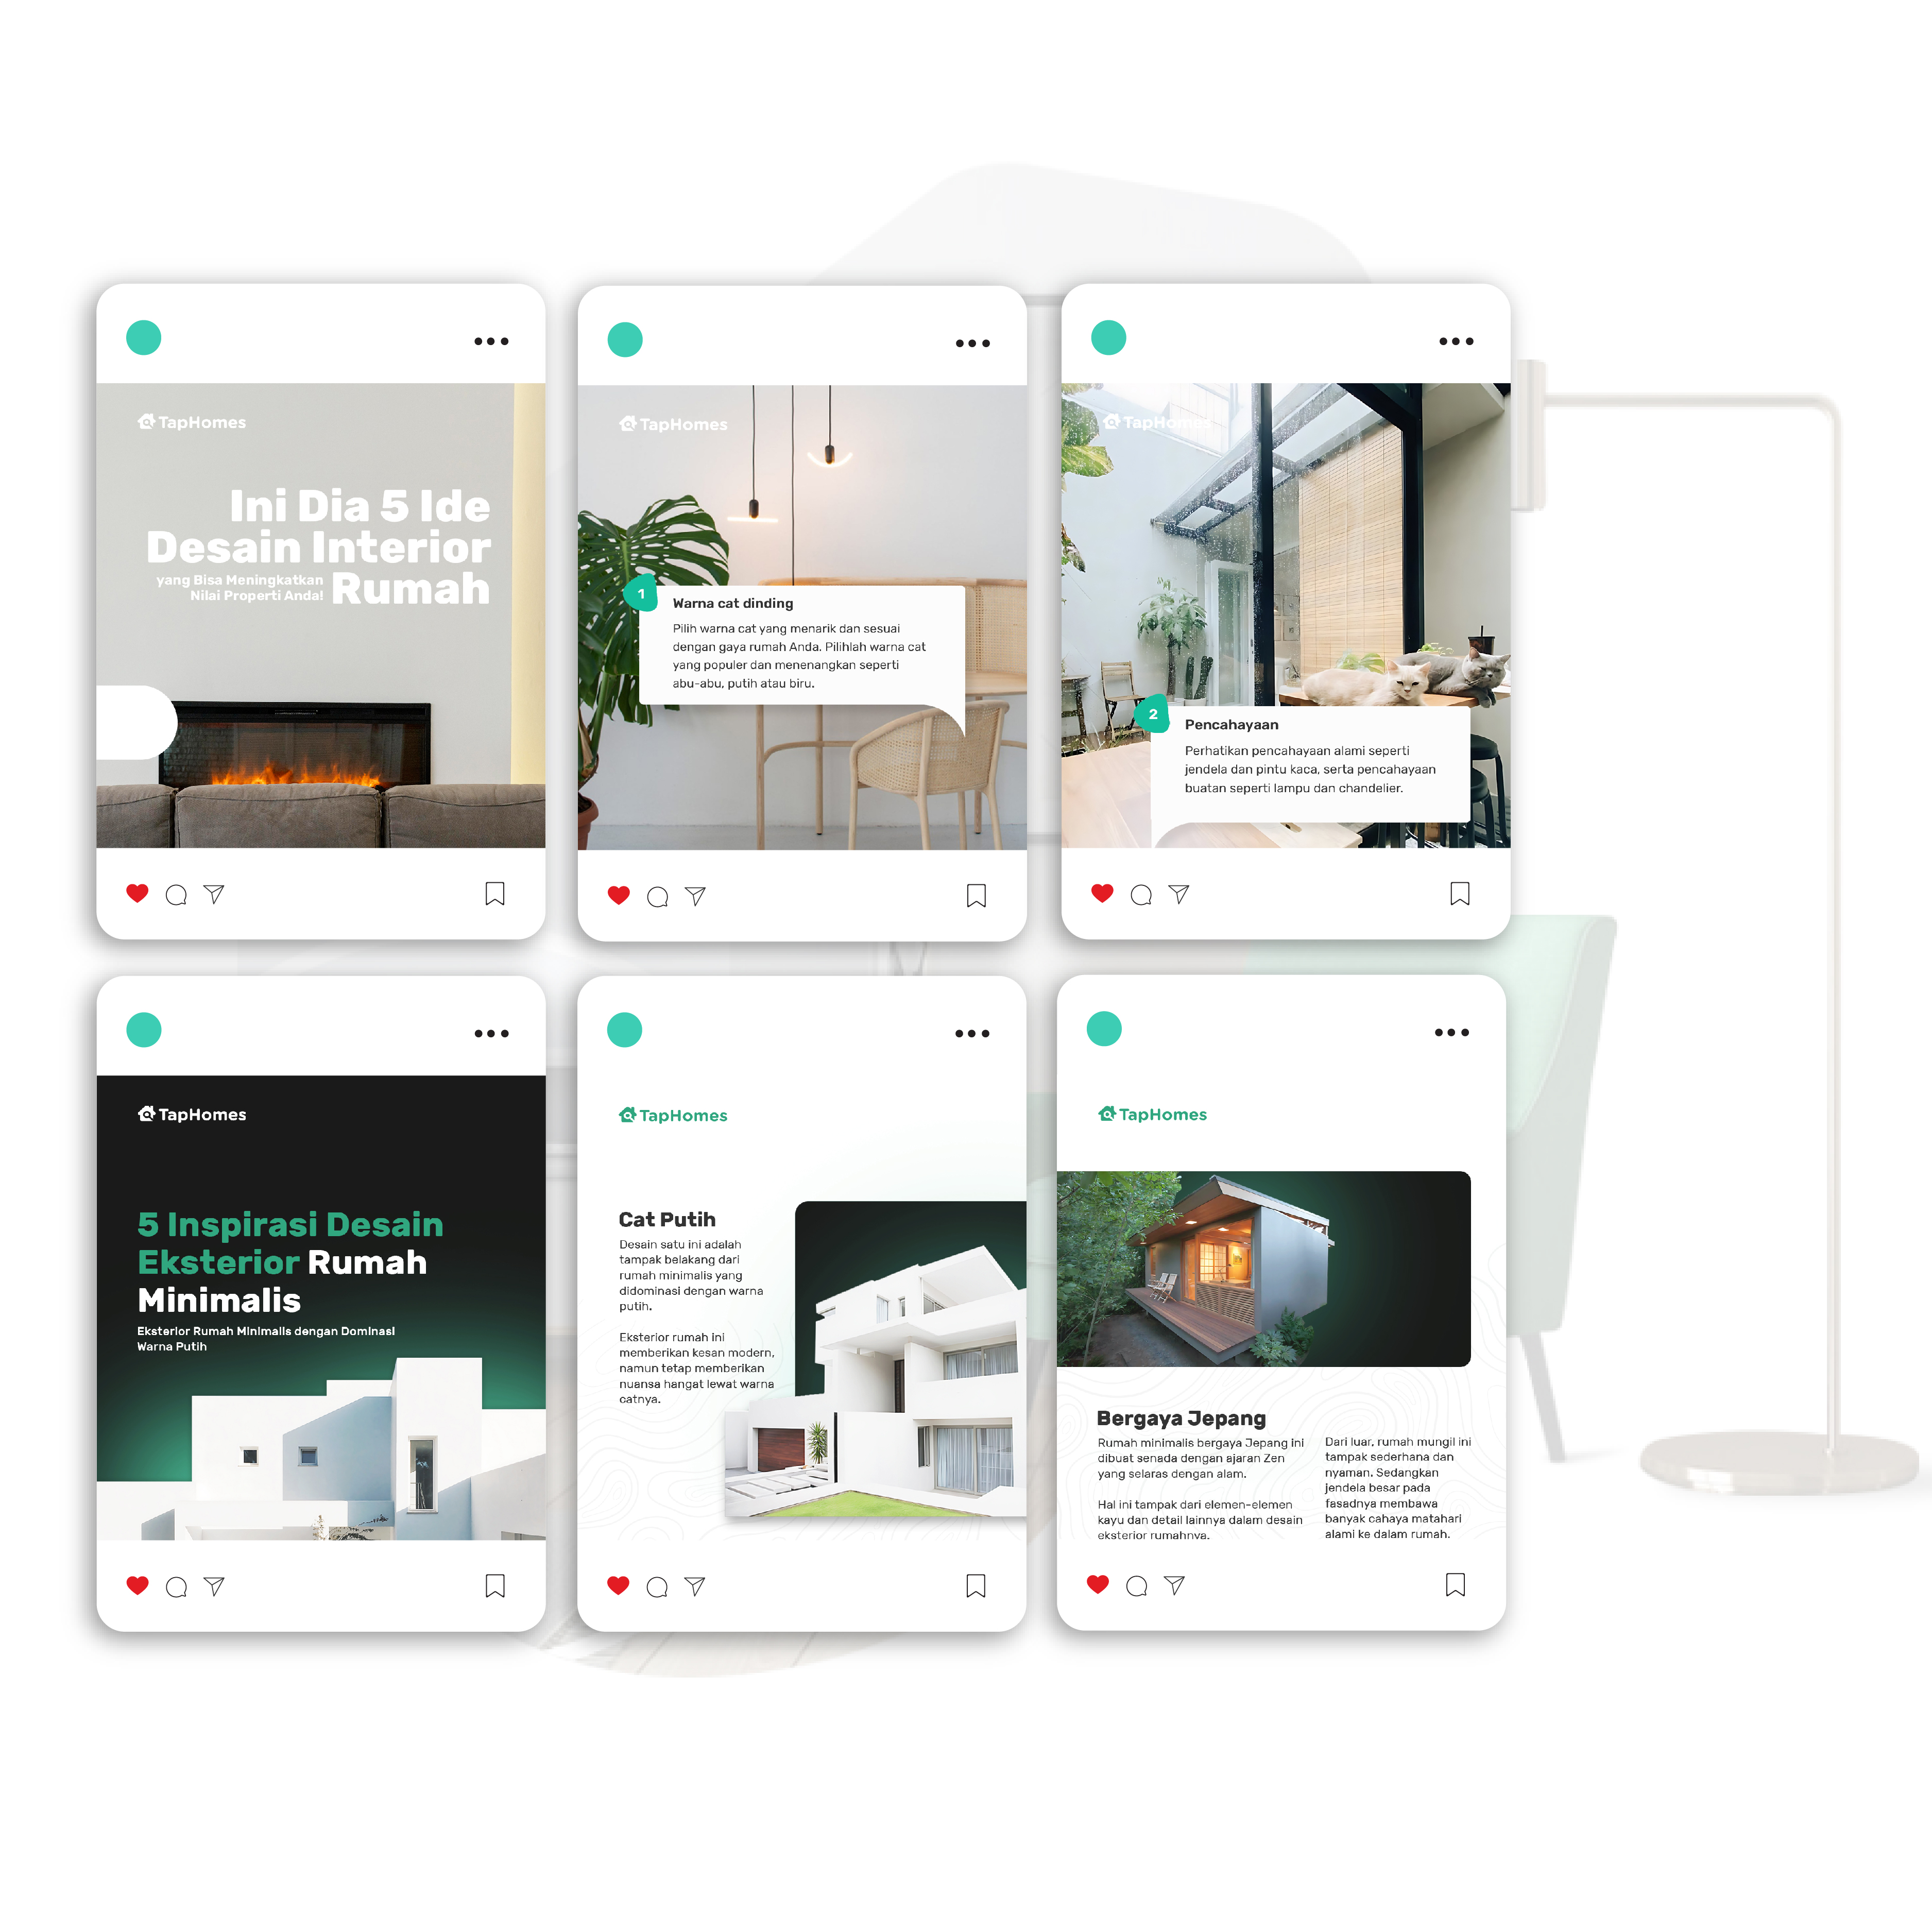 TapHomes
Ini Dia 5 Ide
Desain Interior
yang Bisa Meningkatkan
Nilai Properti Anda!
Rumah
TapHomes
1
Warna cat dinding
Pilih warna cat yang menarik dan sesuai
dengan gaya rumah Anda. Pilihlah warna cat
yang populer dan menenangkan seperti
abu-abu, putih atau biru.
TapHomes
2
Pencahayaan
Perhatikan pencahayaan alami seperti
jendela dan pintu kaca, serta pencahayaan
buatan seperti lampu dan chandelier.
TapHomes
5 Inspirasi Desain
Eksterior Rumah
Minimalis
Eksterior Rumah Minimalis dengan Dominasi
Warna Putih
TapHomes
Cat Putih
Desain satu ini adalah
tampak belakang dari
rumah minimalis yang
didominasi dengan warna
putih.
Eksterior rumah ini
memberikan kesan modern,
namun tetap memberikan
nuansa hangat lewat warna
catnya.
TapHomes
Bergaya Jepang
Rumah minimalis bergaya Jepang ini
dibuat senada dengan ajaran Zen
yang selaras dengan alam.
Hal ini tampak dari elemen-elemen
kayu dan detail lainnya dalam desain
eksterior rumahnya.
Dari luar, rumah mungil ini
tampak sederhana dan
nyaman. Sedangkan
jendela besar pada
fasadnya membawa
banyak cahaya matahari
alami ke dalam rumah.